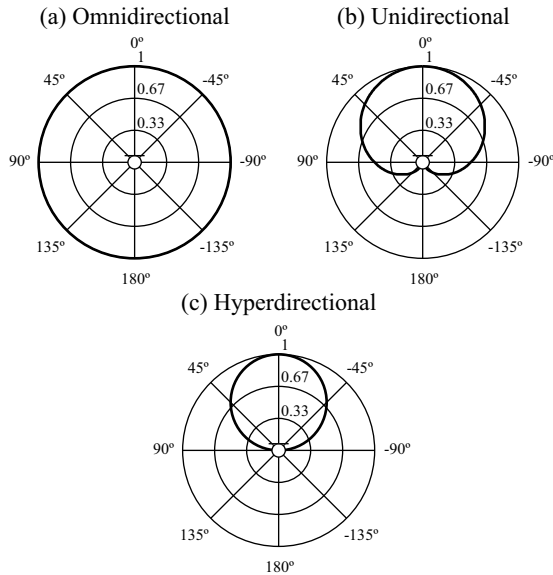 (a) Omnidirectional
0º
1
45º
-45º
0.67
0.33
90º
-90º
135º
-135º
180º
(b) Unidirectional
0º
1
45º
-45º
0.67
0.33
90º
-90º
135º
-135º
180º
(c) Hyperdirectional
0º
1
45º
-45º
0.67
0.33
90º
-90º
135º
-135º
180º